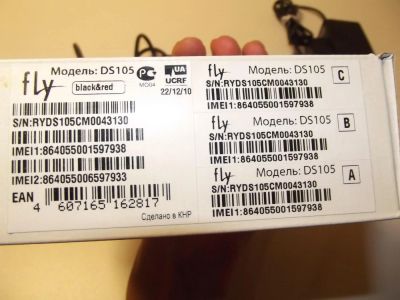 fly Модель: DS105
black&red
МО04
UA
UCRF
22/12/10
S/N:RYDS105CM0043130
IMEI1:864055001597938
IMEI2:864055006597933
EAN
4 607165 162817
Сделано в КНР
fly Модель: DS105 C
S/N:RYDS105CM0043130
IMEI1:864055001597938
fly Модель: DS105 B
S/N:RYDS105CM0043130
IMEI1:864055001597938
fly Модель: DS105 A
S/N:RYDS105CM0043130
IMEI1:864055001597938